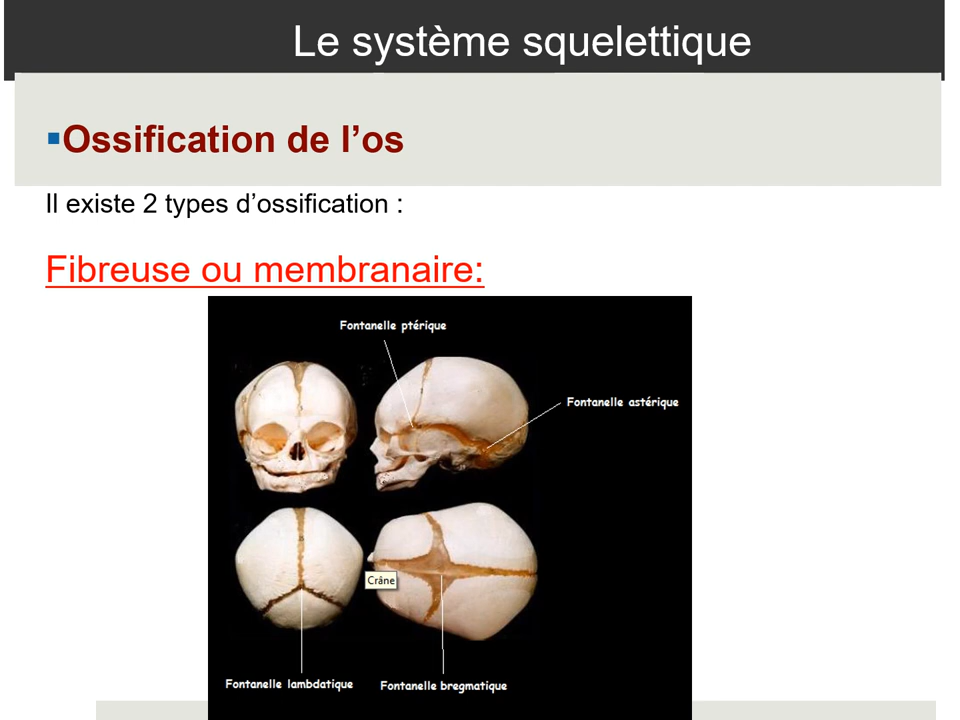 Le système squelettique
▪Ossification de l’os
Il existe 2 types d’ossification :
Fibreuse ou membranaire:
Fontanelle ptérique
Fontanelle astérique
Crâne
Fontanelle lambdatique
Fontanelle bregmatique